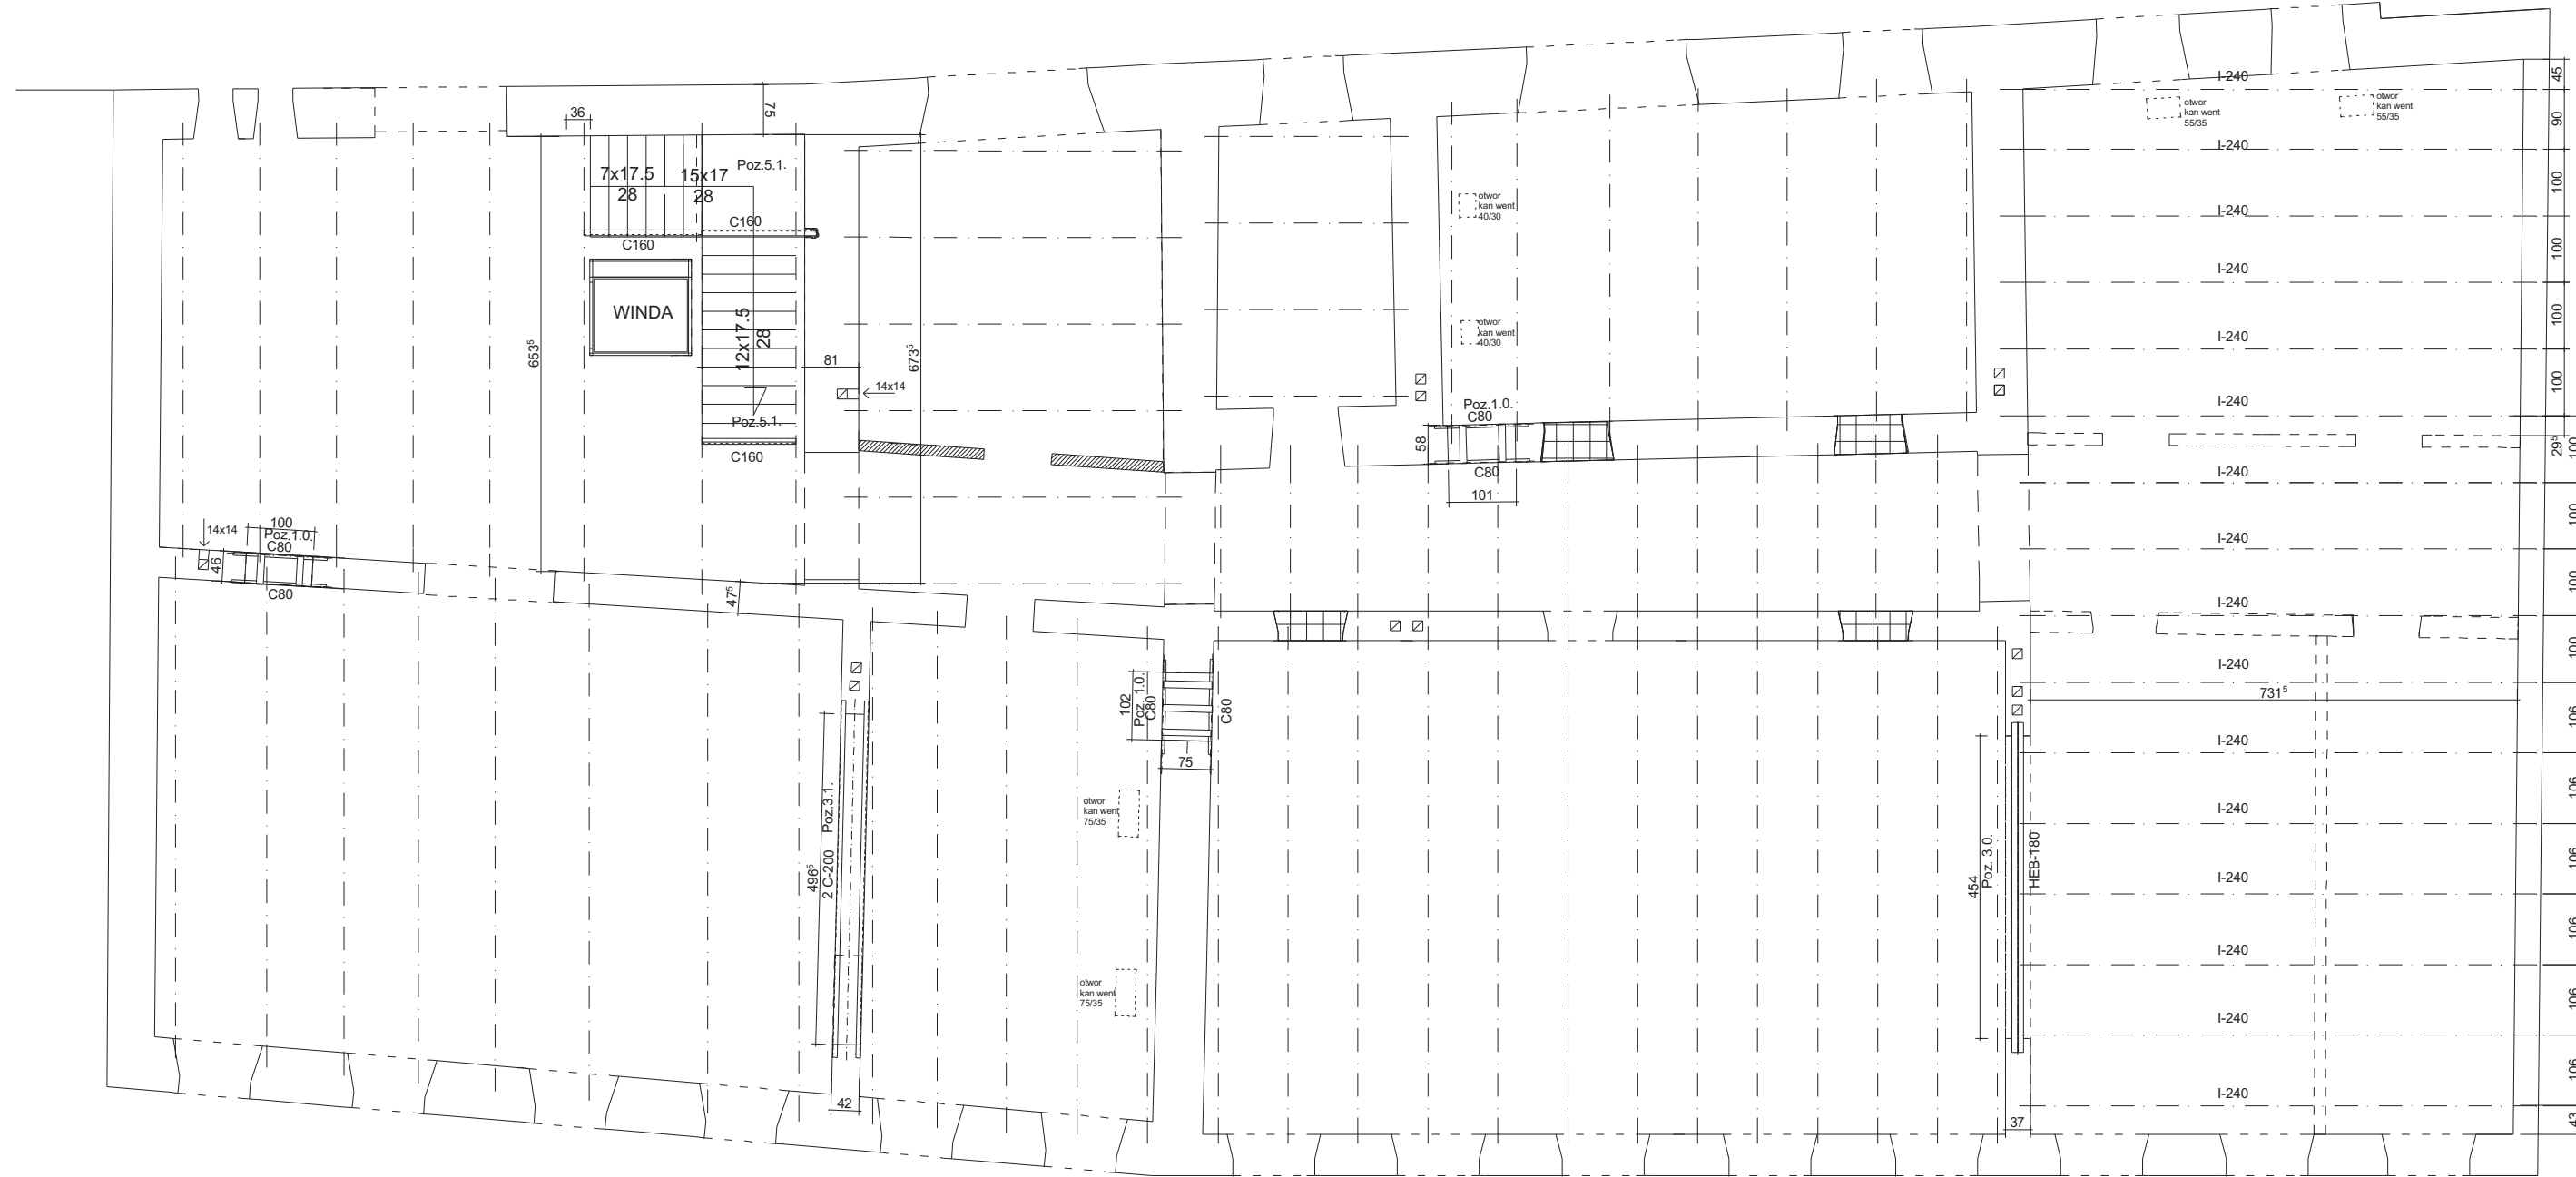 I-240
45
otwor
kan went
55/35
otwor
kan went
55/35
75
36
90
I-240
Poz.5.1.
7x17.5
28
15x17
28
100
otwor
kan went
40/30
I-240
C160
C160
100
I-240
WINDA
100
otwor
kan went
40/30
I-240
12x17.5
28
653⁵
673⁵
81
14x14
100
I-240
Poz.1.0.
C80
Poz.5.1.
C160
58
29⁵
100
C80
I-240
101
100
14x14
100
Poz.1.0.
C80
46
I-240
100
C80
47⁵
I-240
100
I-240
731⁵
102
Poz. 1.0.
C80
C80
106
I-240
75
106
otwor
kan went
75/35
I-240
496⁵
2 C-200 Poz.3.1.
454
Poz. 3.0.
HEB-180
106
I-240
106
I-240
otwor
kan went
75/35
106
I-240
106
I-240
42
37
43